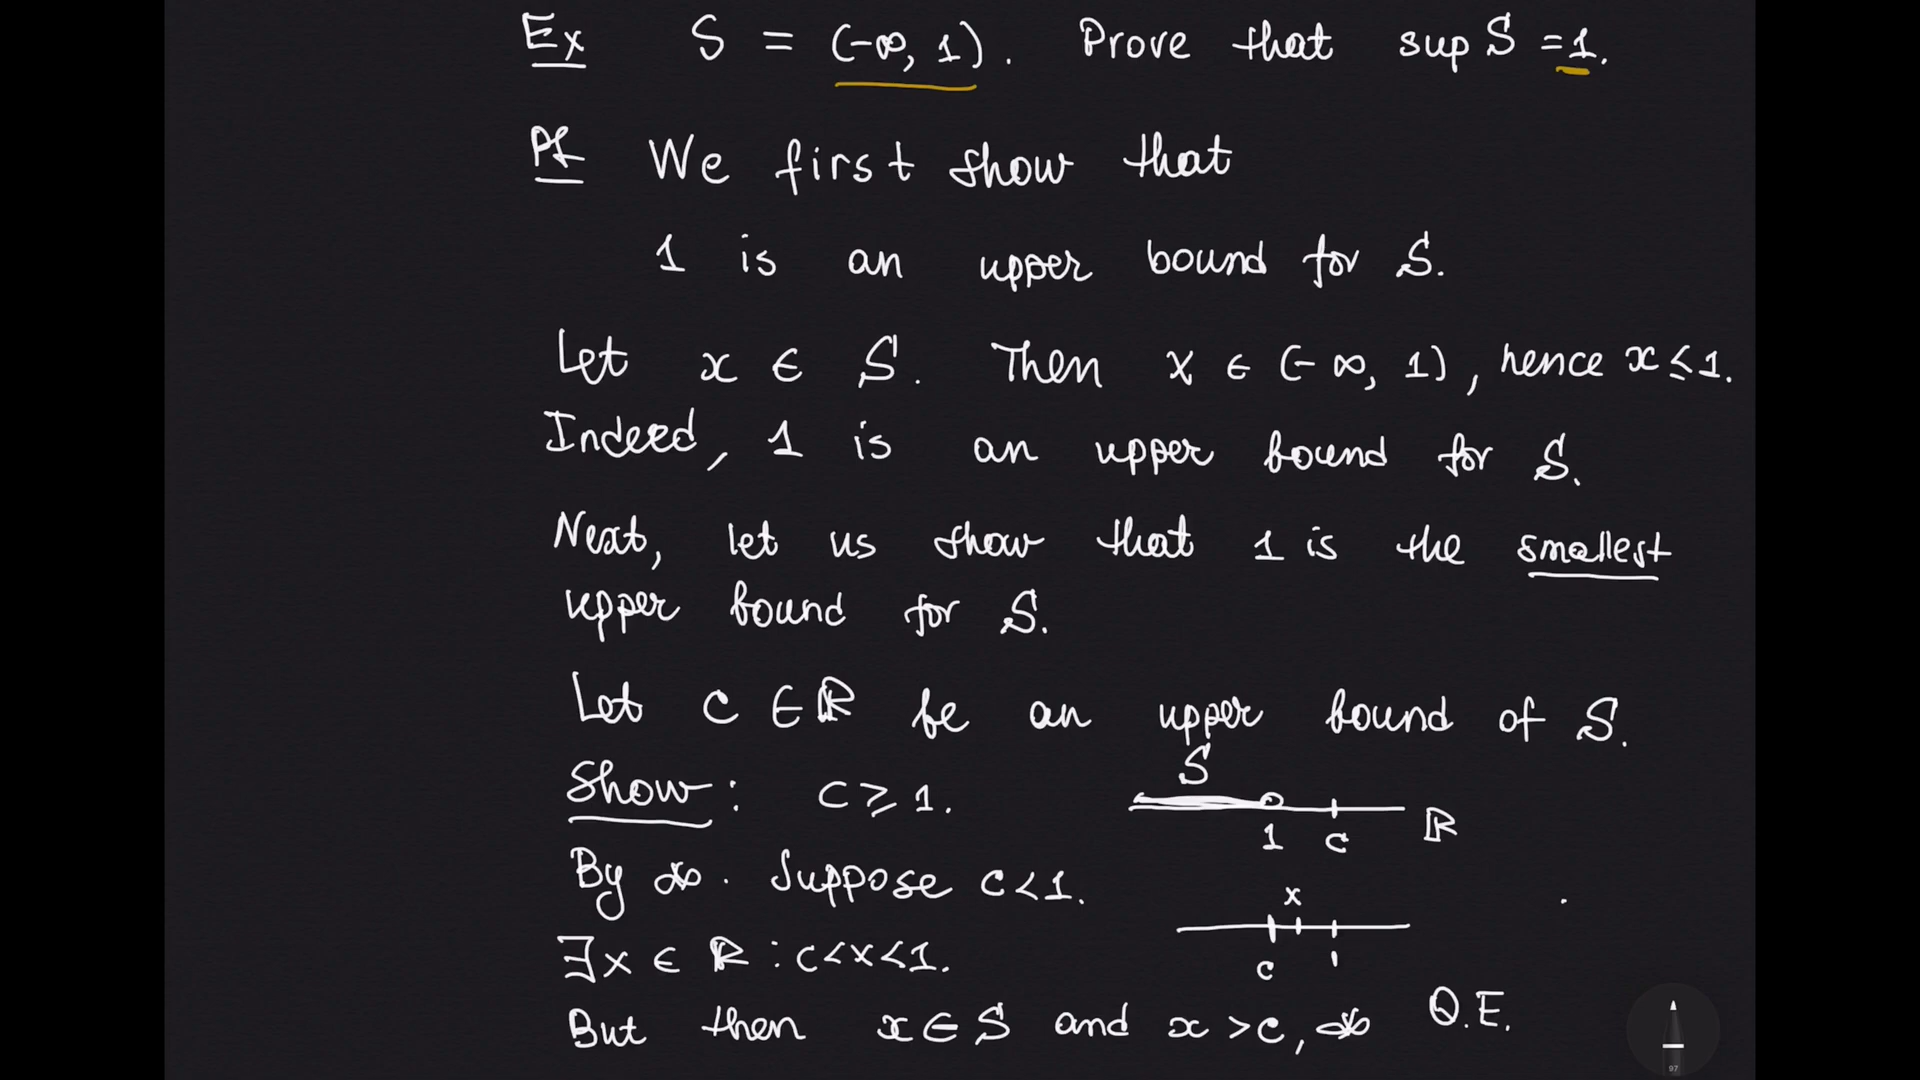 Ex S = (-∞, 1). Prove that sup S = 1.
Pf We first show that
1 is an upper bound for S.
Let x ∈ S. Then x ∈ (-∞, 1), hence x ≤ 1.
Indeed, 1 is an upper bound for S.
Next, let us show that 1 is the smallest
upper bound for S.
Let c ∈ ℝ be an upper bound of S.
S
Show: c ≥ 1.
1 c ℝ
By ※. Suppose c < 1.
x
∃x ∈ ℝ : c < x < 1.
c 1
But then x ∈ S and x > c, ※ Q.E.
97